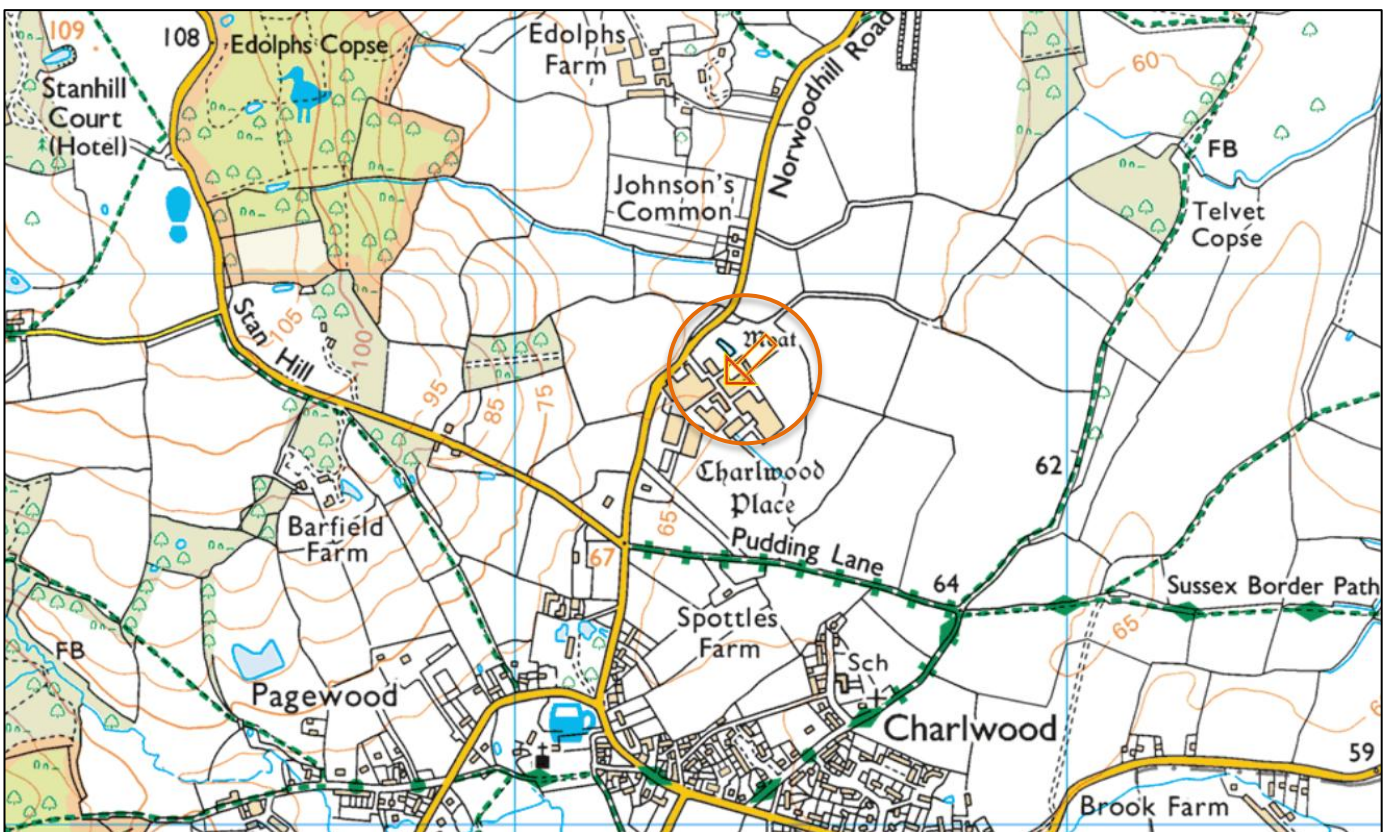 109
108
Edolphs Copse
Edolphs
Farm
Norwoodhill Road
60
Stanhill
Court
(Hotel)
FB
Johnson's
Common
Telvet
Copse
Stan Hill
105
100
Moat
95
85
75
62
Charlwood
Place
65
Barfield
Farm
67
Pudding Lane
64
Sussex Border Path
65
Spottles
Farm
FB
Sch
Pagewood
Charlwood
59
Brook Farm